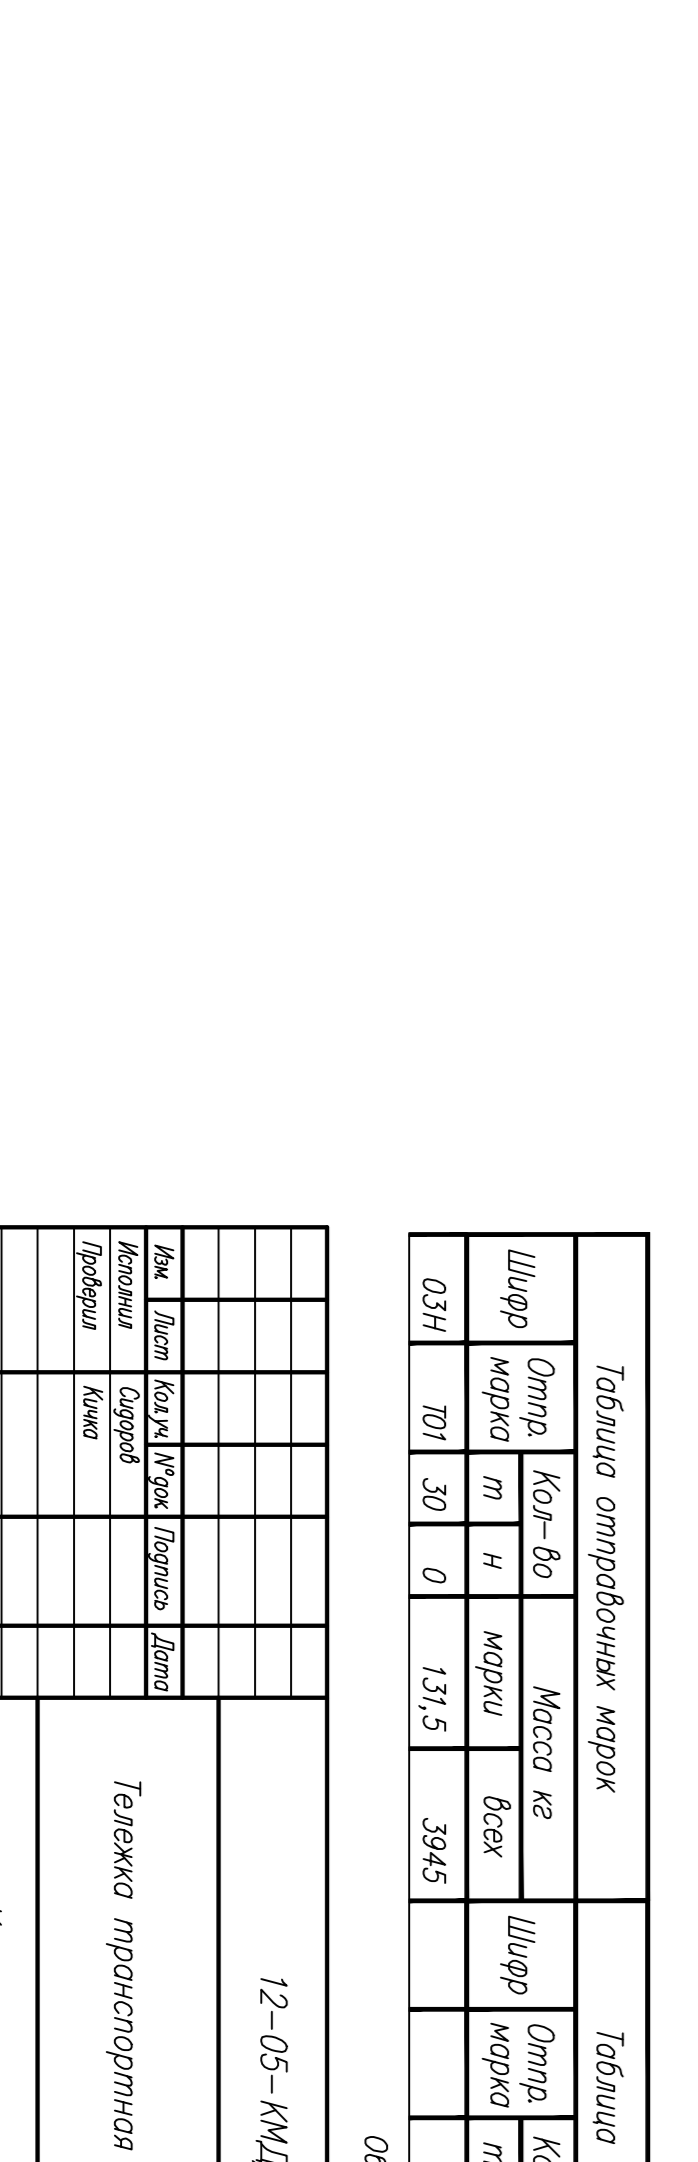 Таблица отправочных марок Таблица
Шифр Отпр. марка Кол-во Масса кг Шифр Отпр. марка
т н марки всех
03Н Т01 30 0 131,5 3945
12-05-КМД
Изм. Лист Кол.уч. N°док Подпись Дата
Исполнил Сидоров
Проверил Кичка
Тележка транспортная